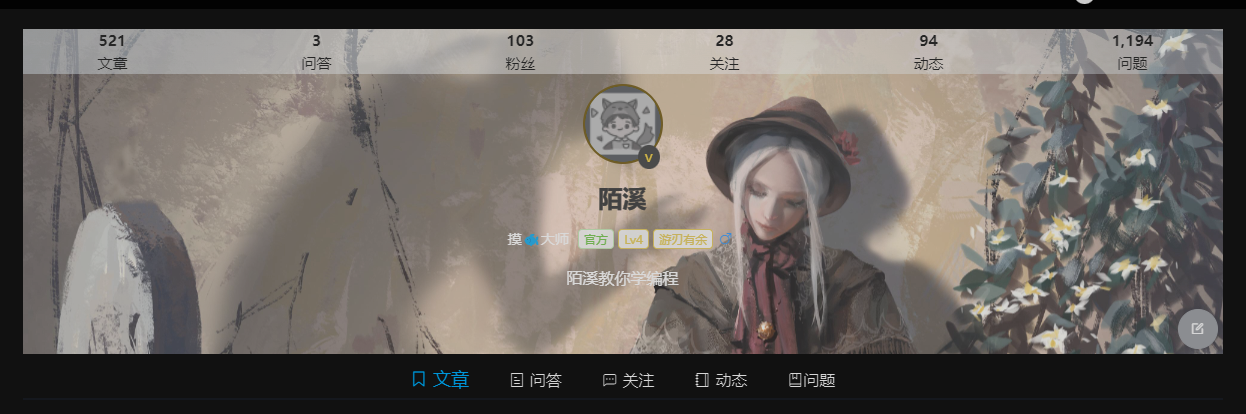 521 3 103 28 94 1,194
文章 问答 粉丝 关注 动态 问题
V
陌溪
摸🐟大师 官方 Lv4 游刃有余
陌溪教你学编程
文章 问答 关注 动态 问题